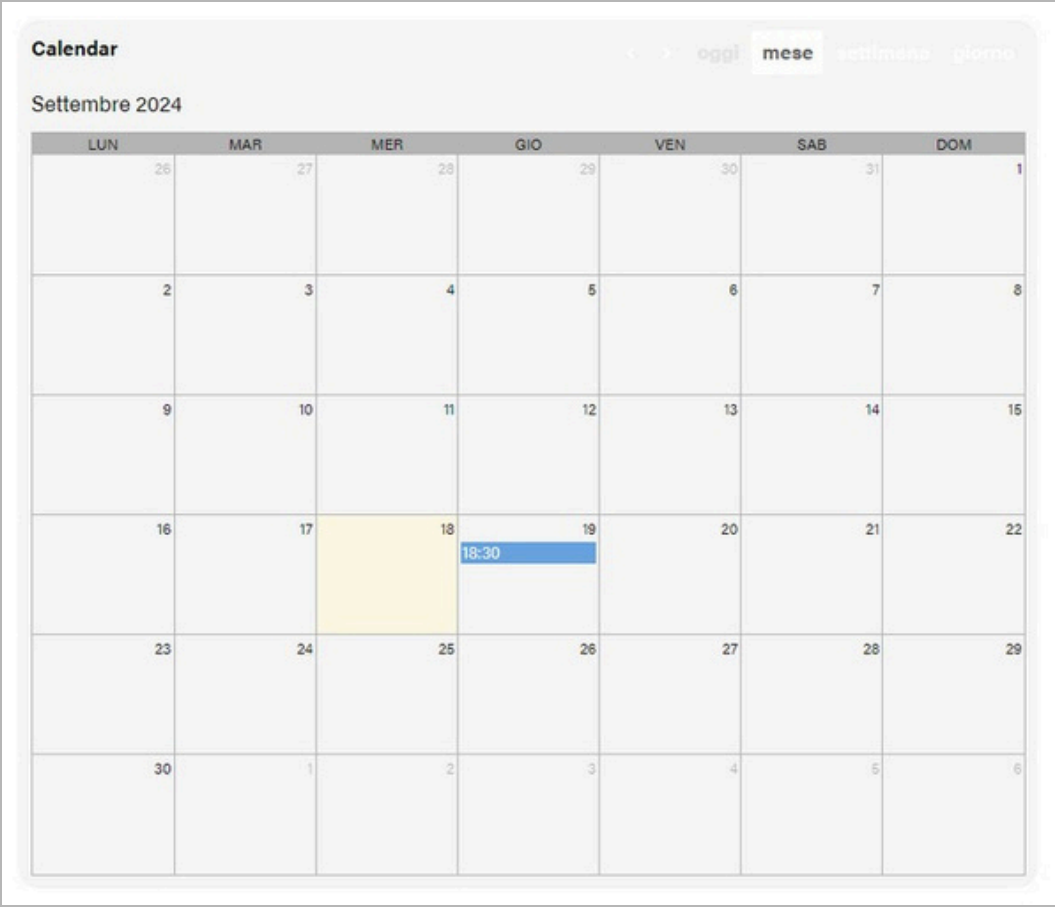 Calendar
‹ › oggi mese settimana giorno
Settembre 2024
LUN MAR MER GIO VEN SAB DOM
26 27 28 29 30 31 1
2 3 4 5 6 7 8
9 10 11 12 13 14 15
16 17 18 19 20 21 22
18:30
23 24 25 26 27 28 29
30 1 2 3 4 5 6